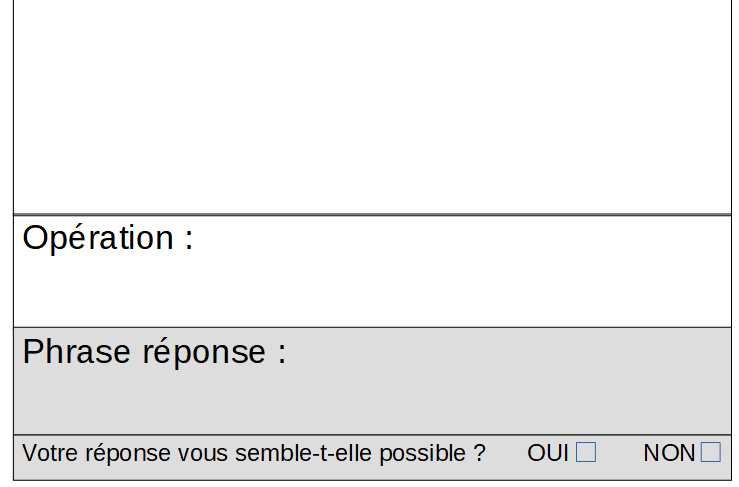 Opération :
Phrase réponse :
Votre réponse vous semble-t-elle possible ? OUI NON